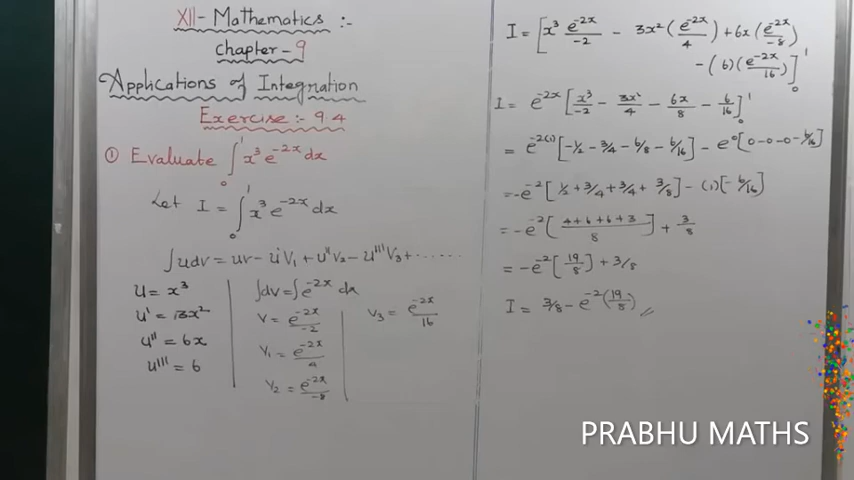 XII- Mathematics :-
Chapter - 9
Applications of Integration
Exercise :- 9.4
① Evaluate ∫₀¹ x³ e^{-2x} dx
Let I = ∫₀¹ x³ e^{-2x} dx
∫udv = uv - u'v₁ + u''v₂ - u'''v₃ + ......
u = x³
u' = 3x²
u'' = 6x
u''' = 6
∫dv = ∫e^{-2x} dx
v = e^{-2x}/-2
v₁ = e^{-2x}/4
v₂ = e^{-2x}/-8
v₃ = e^{-2x}/16
I = [x³ e^{-2x}/-2 - 3x² (e^{-2x}/4) + 6x (e^{-2x}/-8)
- (6)(e^{-2x}/16)]₀¹
I = e^{-2x} [x³/-2 - 3x²/4 - 6x/8 - 6/16]₀¹
= e^{-2(1)} [-1/2 - 3/4 - 6/8 - 6/16] - e⁰ [0-0-0-6/16]
= -e^{-2} [1/2 + 3/4 + 3/4 + 3/8] - (1)[-6/16]
= -e^{-2} [4+6+6+3/8] + 3/8
= -e^{-2} [19/8] + 3/8
I = 3/8 - e^{-2} (19/8) //
PRABHU MATHS